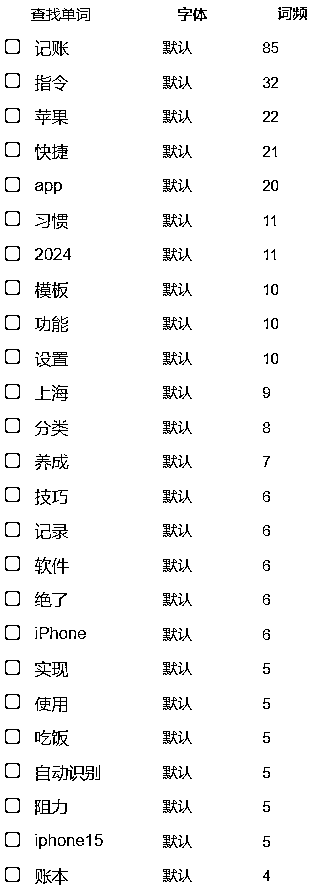 查找单词 字体 词频
记账 默认 85
指令 默认 32
苹果 默认 22
快捷 默认 21
app 默认 20
习惯 默认 11
2024 默认 11
模板 默认 10
功能 默认 10
设置 默认 10
上海 默认 9
分类 默认 8
养成 默认 7
技巧 默认 6
记录 默认 6
软件 默认 6
绝了 默认 6
iPhone 默认 6
实现 默认 5
使用 默认 5
吃饭 默认 5
自动识别 默认 5
阻力 默认 5
iphone15 默认 5
账本 默认 4